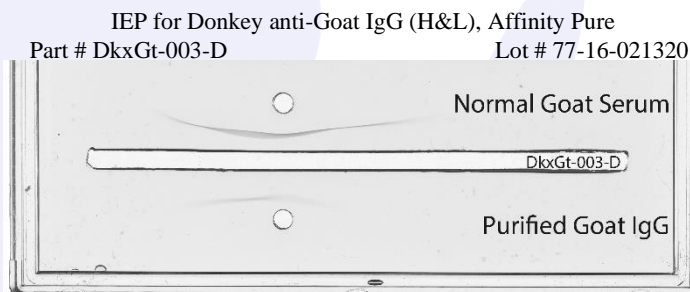 IEP for Donkey anti-Goat IgG (H&L), Affinity Pure
Part # DkxGt-003-D Lot # 77-16-021320
Normal Goat Serum
DkxGt-003-D
Purified Goat IgG